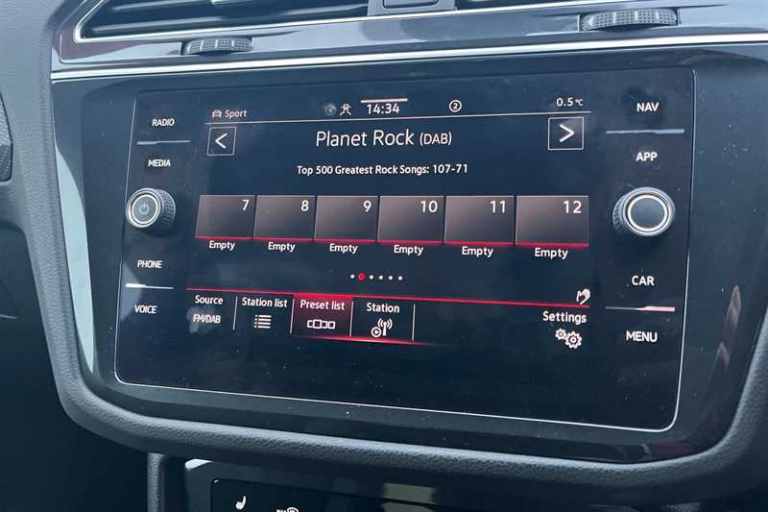 RADIO
MEDIA
PHONE
VOICE
Sport
14:34
2
0.5°C
<
Planet Rock (DAB)
>
Top 500 Greatest Rock Songs: 107-71
7 8 9 10 11 12
Empty Empty Empty Empty Empty Empty
Source
FM/DAB
Station list
Preset list
Station
Settings
NAV
APP
CAR
MENU